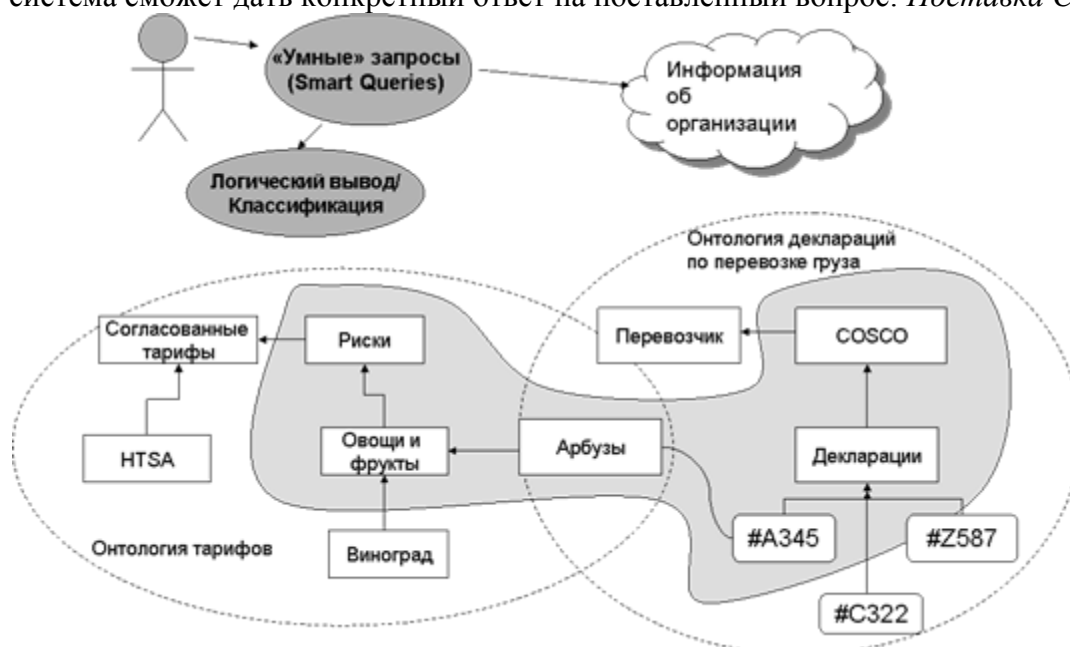 система сможет дать конкретный ответ на поставленный вопрос. Поставки С
«Умные» запросы
(Smart Queries)
Информация
об
организации
Логический вывод/
Классификация
Онтология деклараций
по перевозке груза
Согласованные
тарифы
Риски
Перевозчик
COSCO
HTSA
Овощи и
фрукты
Арбузы
Декларации
Онтология тарифов
Виноград
#A345
#Z587
#C322